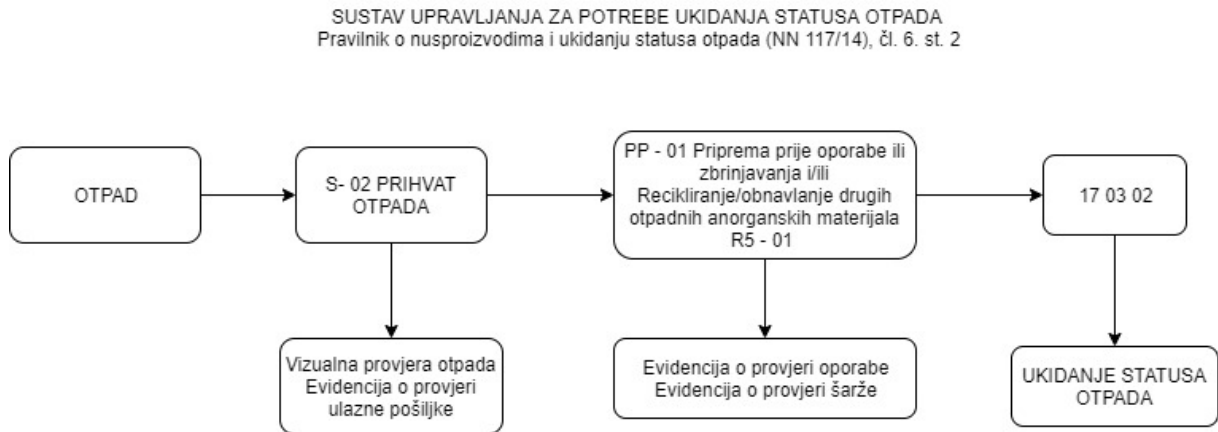 SUSTAV UPRAVLJANJA ZA POTREBE UKIDANJA STATUSA OTPADA
Pravilnik o nusproizvodima i ukidanju statusa otpada (NN 117/14), čl. 6. st. 2
OTPAD
S- 02 PRIHVAT
OTPADA
PP - 01 Priprema prije oporabe ili
zbrinjavanja i/ili
Recikliranje/obnavlanje drugih
otpadnih anorganskih materijala
R5 - 01
17 03 02
Vizualna provjera otpada
Evidencija o provjeri
ulazne pošiljke
Evidencija o provjeri oporabe
Evidencija o provjeri šarže
UKIDANJE STATUSA
OTPADA